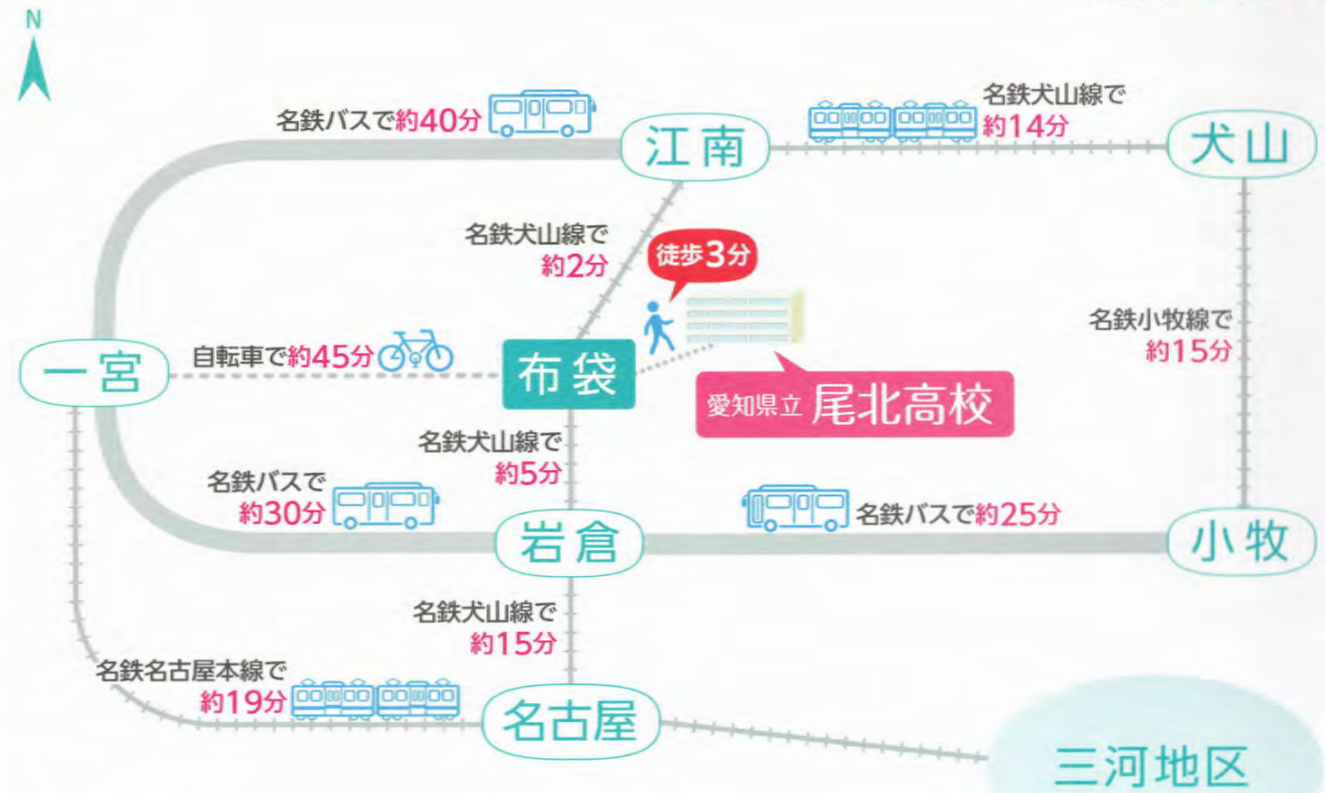 N
名鉄バスで約40分
名鉄犬山線で
約14分
江南
犬山
名鉄犬山線で
約2分
徒歩3分
名鉄小牧線で
約15分
一宮
自転車で約45分
布袋
愛知県立 尾北高校
名鉄犬山線で
約5分
名鉄バスで
約30分
名鉄バスで約25分
岩倉
小牧
名鉄犬山線で
約15分
名鉄名古屋本線で
約19分
名古屋
三河地区